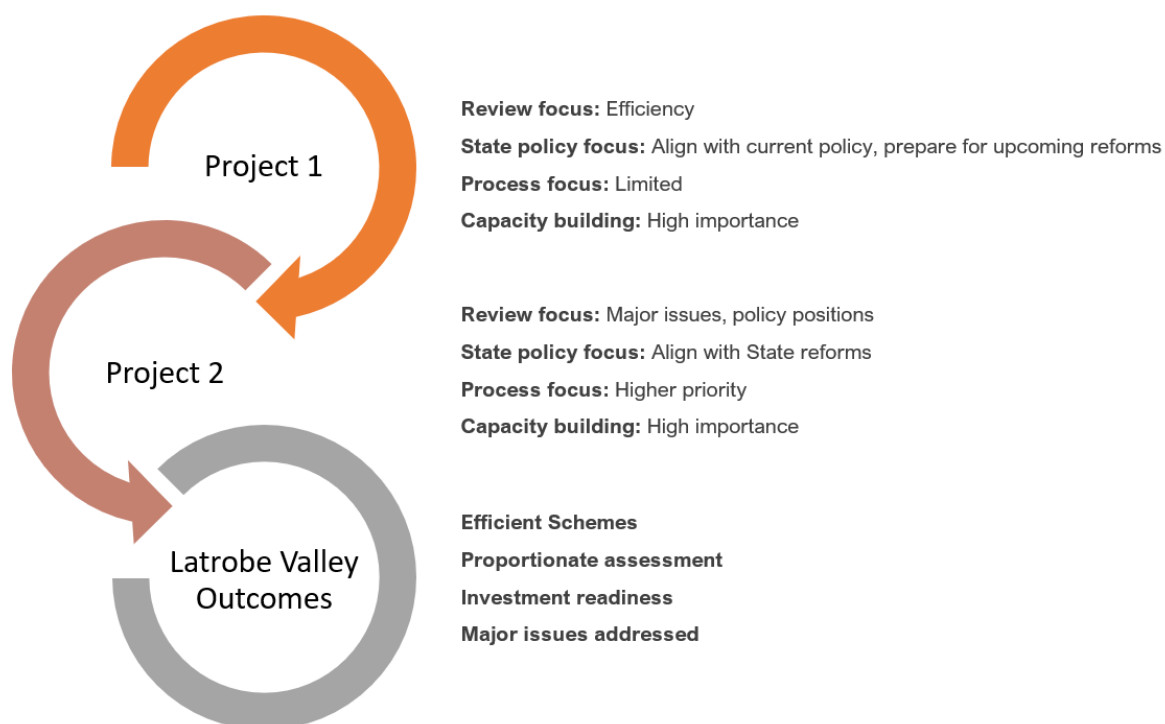 Project 1
Review focus: Efficiency
State policy focus: Align with current policy, prepare for upcoming reforms
Process focus: Limited
Capacity building: High importance
Project 2
Review focus: Major issues, policy positions
State policy focus: Align with State reforms
Process focus: Higher priority
Capacity building: High importance
Latrobe Valley
Outcomes
Efficient Schemes
Proportionate assessment
Investment readiness
Major issues addressed